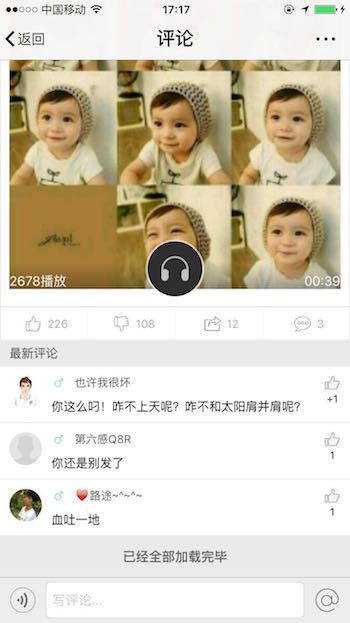 中国移动
17:17
返回
评论
2678播放
00:39
226
108
12
3
最新评论
也许我很坏
你这么叼！咋不上天呢？咋不和太阳肩并肩呢？
+1
第六感Q8R
你还是别发了
1
路途~^~^~
血吐一地
1
已经全部加载完毕
写评论...
@